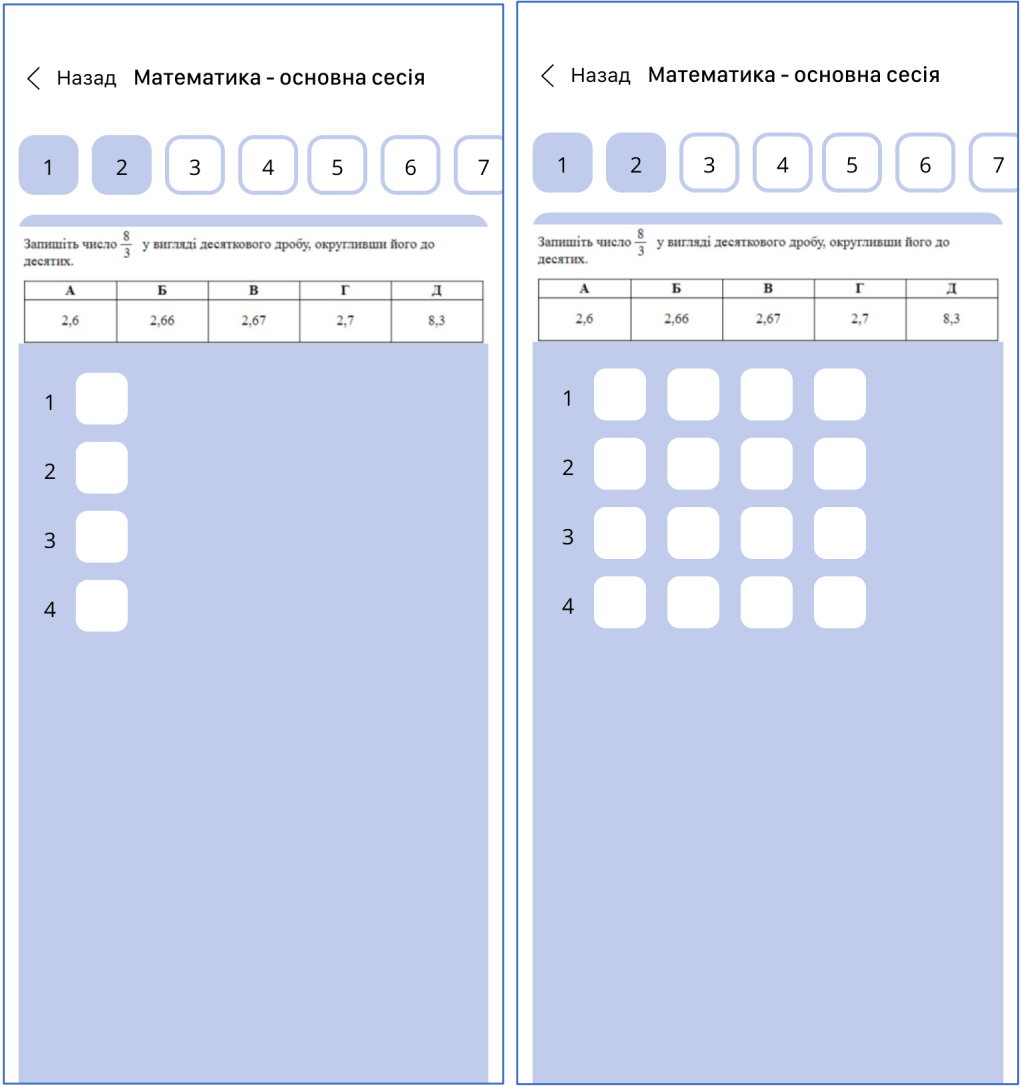 Назад Математика - основна сесія
1 2 3 4 5 6 7
Запишіть число 8/3 у вигляді десяткового дробу, округливши його до
десятих.
А Б В Г Д
2,6 2,66 2,67 2,7 8,3
1
2
3
4
Назад Математика - основна сесія
1 2 3 4 5 6 7
Запишіть число 8/3 у вигляді десяткового дробу, округливши його до
десятих.
А Б В Г Д
2,6 2,66 2,67 2,7 8,3
1
2
3
4